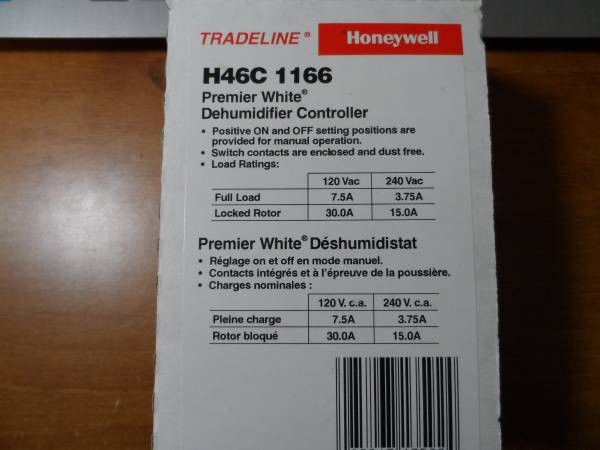 TRADELINE® Honeywell
H46C 1166
Premier White®
Dehumidifier Controller
• Positive ON and OFF setting positions are
provided for manual operation.
• Switch contacts are enclosed and dust free.
• Load Ratings:
120 Vac 240 Vac
Full Load 7.5A 3.75A
Locked Rotor 30.0A 15.0A
Premier White® Déshumidistat
• Réglage on et off en mode manuel.
• Contacts intégrés et à l'épreuve de la poussière.
• Charges nominales :
120 V. c.a. 240 V. c.a.
Pleine charge 7.5A 3.75A
Rotor bloqué 30.0A 15.0A